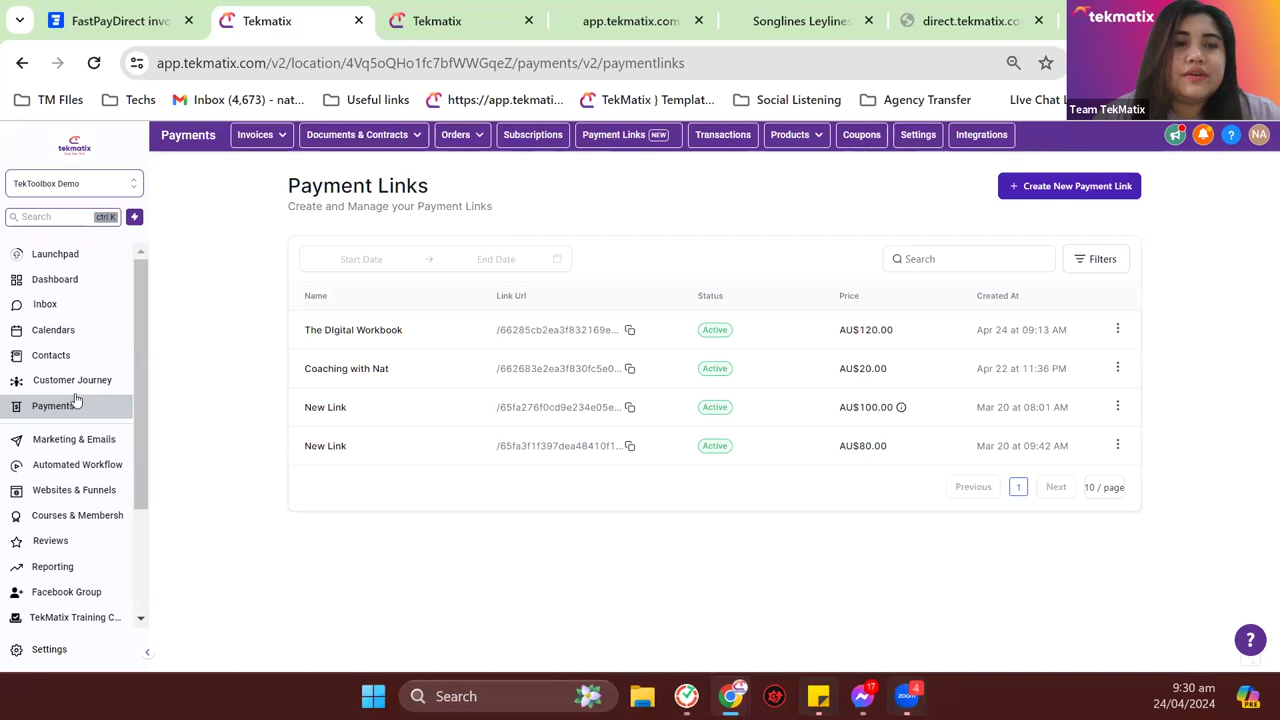 FastPayDirect invo
Tekmatix
Tekmatix
app.tekmatix.com
Songlines Leylines
direct.tekmatix.co
app.tekmatix.com/v2/location/4Vq5oQHo1fc7bfWWGqeZ/payments/v2/paymentlinks
tekmatix
TM FIles
Techs
Inbox (4,673) - nat...
Useful links
https://app.tekmati...
TekMatix } Templat...
Social Listening
Agency Transfer
LIve Chat
Team TekMatix
tekmatix
Payments
Invoices
Documents & Contracts
Orders
Subscriptions
Payment Links NEW
Transactions
Products
Coupons
Settings
Integrations
?
NA
TekToolbox Demo
Search
ctrl K
Launchpad
Dashboard
Inbox
Calendars
Contacts
Customer Journey
Payments
Marketing & Emails
Automated Workflow
Websites & Funnels
Courses & Membersh
Reviews
Reporting
Facebook Group
TekMatix Training C...
Settings
Payment Links
Create and Manage your Payment Links
+ Create New Payment Link
Start Date
End Date
Search
Filters
Name Link Url Status Price Created At
The DIgital Workbook /66285cb2ea3f832169e... Active AU$120.00 Apr 24 at 09:13 AM
Coaching with Nat /662683e2ea3f830fc5e0... Active AU$20.00 Apr 22 at 11:36 PM
New Link /65fa276f0cd9e234e05e... Active AU$100.00 Mar 20 at 08:01 AM
New Link /65fa3f1f397dea48410f1... Active AU$80.00 Mar 20 at 09:42 AM
Previous 1 Next 10 / page
?
Search
17
zoom
4
9:30 am
24/04/2024
PRE